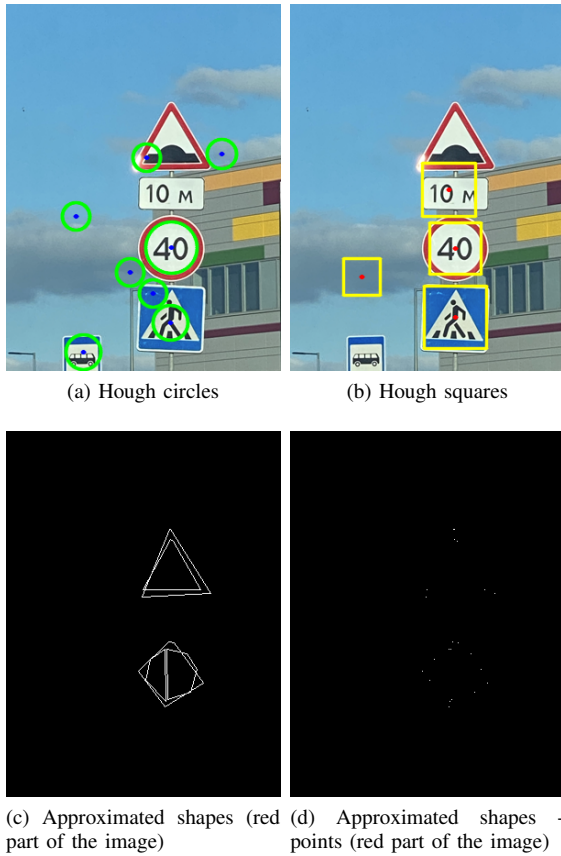 10 м
40
10 м
40
(a) Hough circles
(b) Hough squares
(c) Approximated shapes (red part of the image)
(d) Approximated shapes - points (red part of the image)